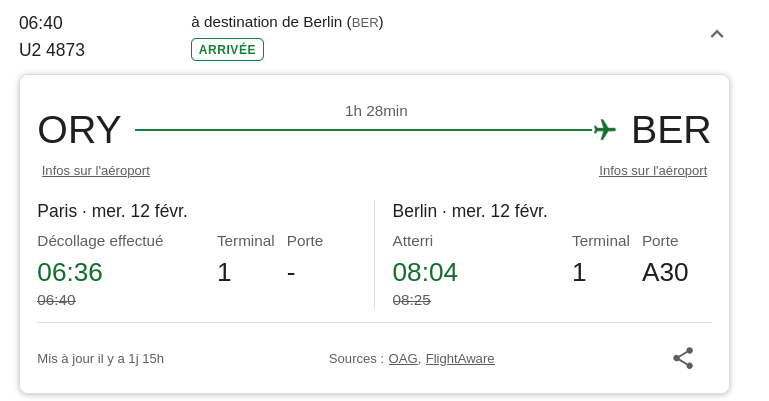 06:40
à destination de Berlin (BER)
U2 4873
ARRIVÉE
1h 28min
ORY
BER
Infos sur l'aéroport
Infos sur l'aéroport
Paris · mer. 12 févr.
Décollage effectué
Terminal
Porte
06:36
1
-
06:40
Berlin · mer. 12 févr.
Atterri
Terminal
Porte
08:04
1
A30
08:25
Mis à jour il y a 1j 15h
Sources : OAG, FlightAware